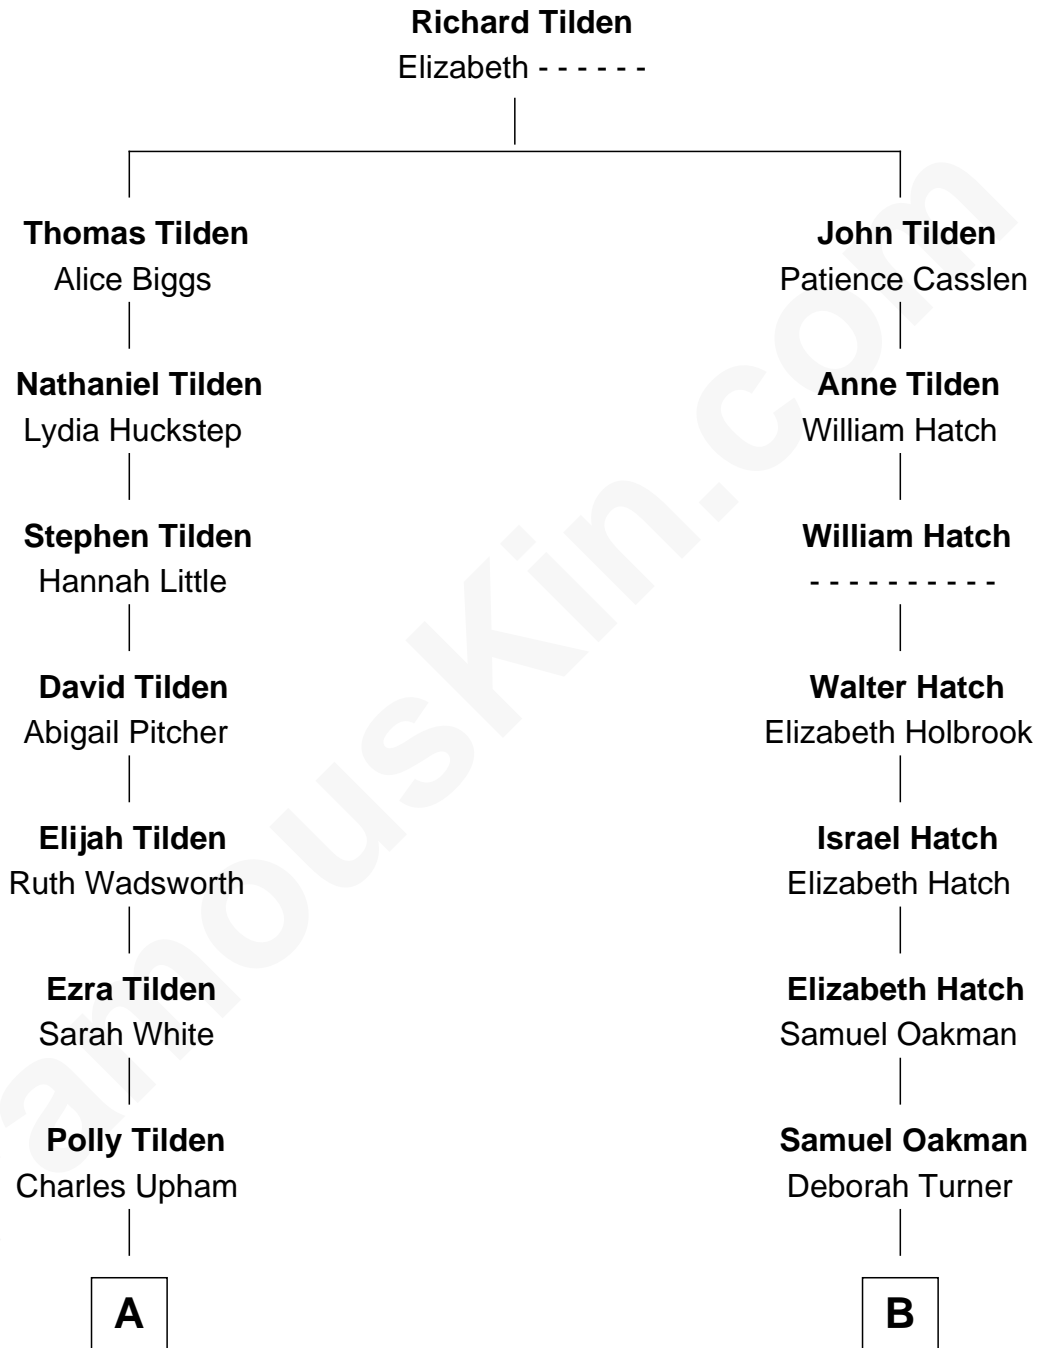 Richard Tilden
Elizabeth - - - - - -
Thomas Tilden
Alice Biggs
Nathaniel Tilden
Lydia Huckstep
Stephen Tilden
Hannah Little
David Tilden
Abigail Pitcher
Elijah Tilden
Ruth Wadsworth
Ezra Tilden
Sarah White
Polly Tilden
Charles Upham
A
John Tilden
Patience Casslen
Anne Tilden
William Hatch
William Hatch
- - - - - - - - - -
Walter Hatch
Elizabeth Holbrook
Israel Hatch
Elizabeth Hatch
Elizabeth Hatch
Samuel Oakman
Samuel Oakman
Deborah Turner
B
amousKin.com